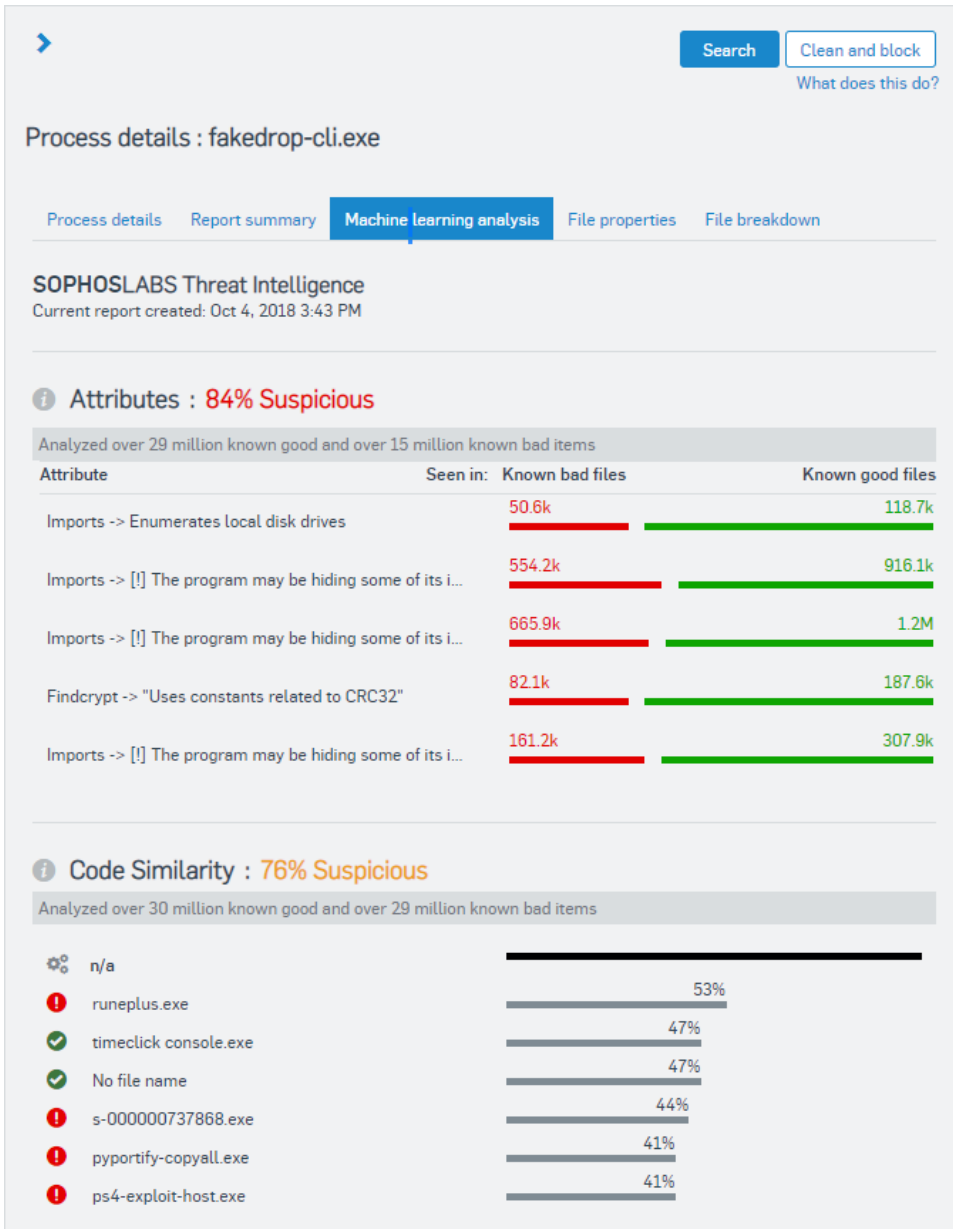 Search Clean and block
What does this do?
Process details : fakedrop-cli.exe
Process details Report summary Machine learning analysis File properties File breakdown
SOPHOSLABS Threat Intelligence
Current report created: Oct 4, 2018 3:43 PM
Attributes : 84% Suspicious
Analyzed over 29 million known good and over 15 million known bad items
Attribute Seen in: Known bad files Known good files
Imports -> Enumerates local disk drives 50.6k 118.7k
Imports -> [!] The program may be hiding some of its i... 554.2k 916.1k
Imports -> [!] The program may be hiding some of its i... 665.9k 1.2M
Findcrypt -> "Uses constants related to CRC32" 82.1k 187.6k
Imports -> [!] The program may be hiding some of its i... 161.2k 307.9k
Code Similarity : 76% Suspicious
Analyzed over 30 million known good and over 29 million known bad items
n/a
runeplus.exe 53%
timeclick console.exe 47%
No file name 47%
s-000000737868.exe 44%
pyportify-copyall.exe 41%
ps4-exploit-host.exe 41%